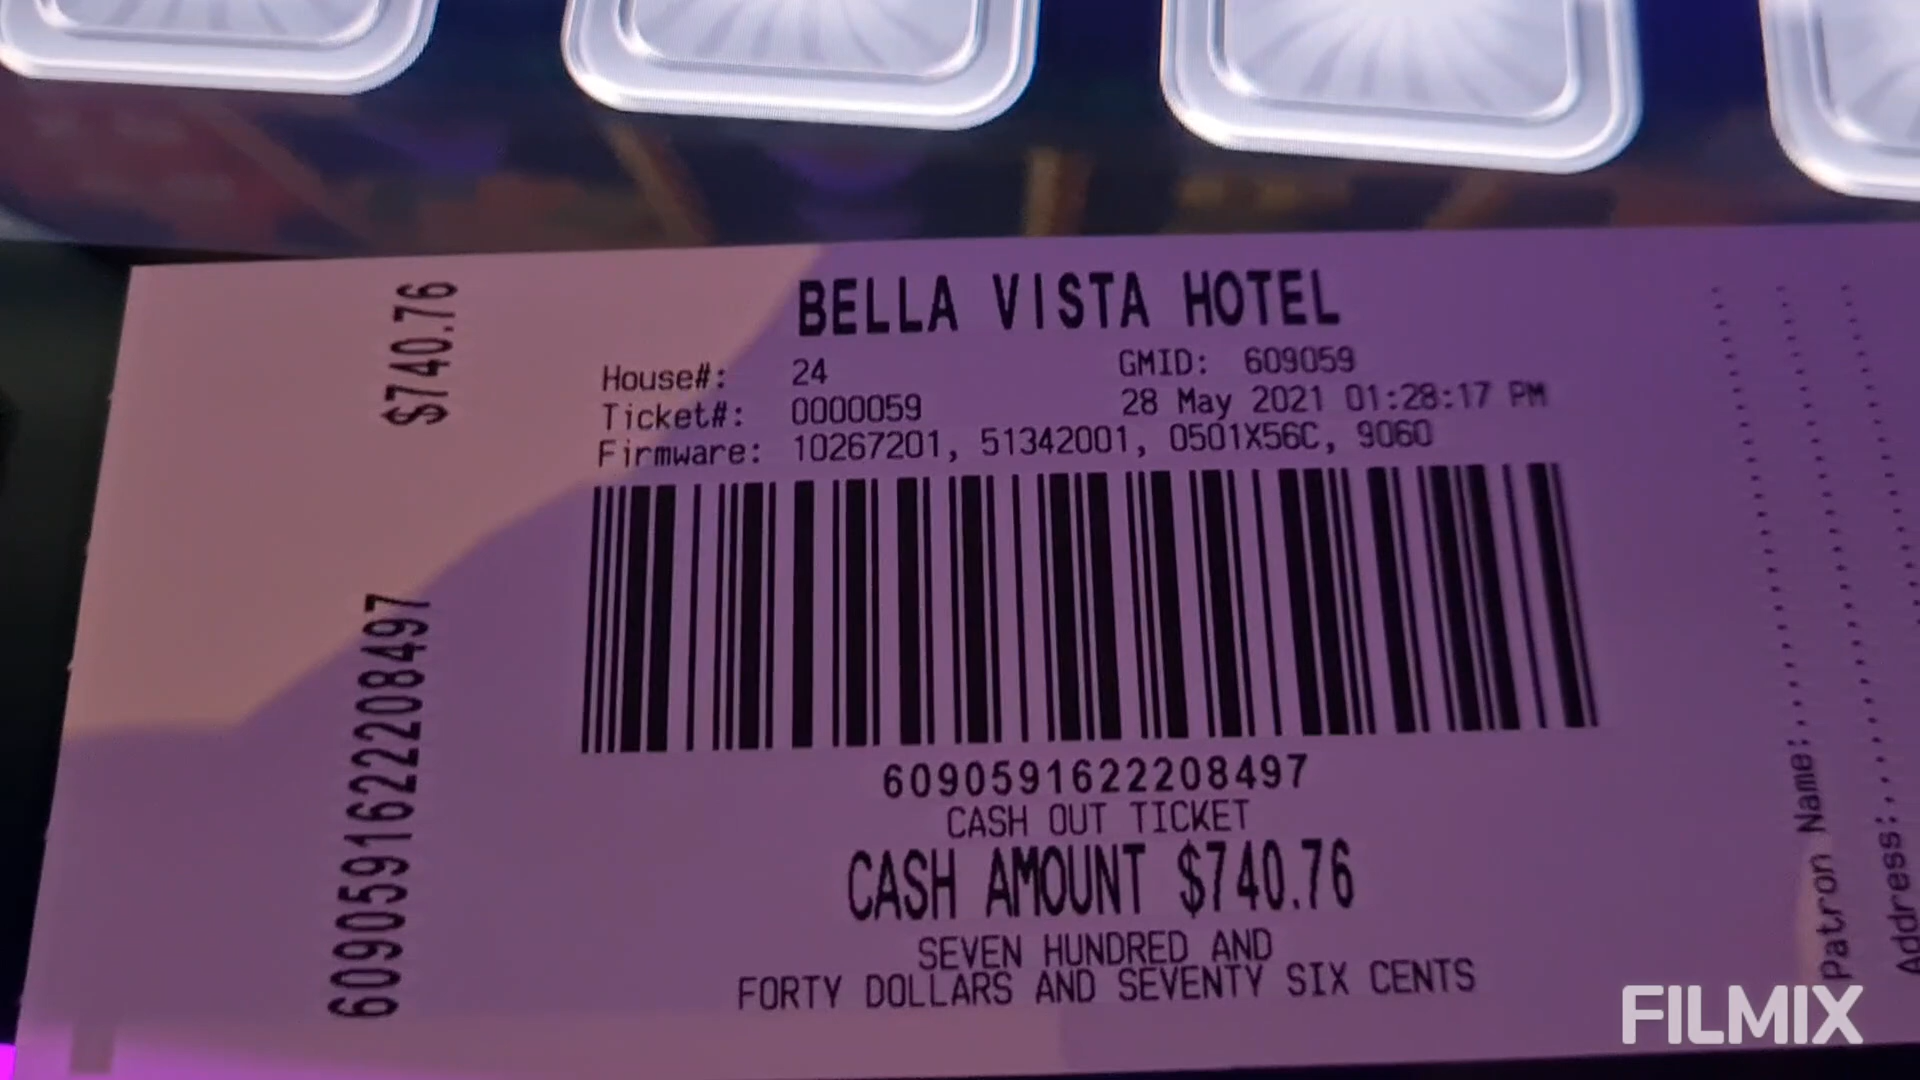 $740.76
6090591622208497
BELLA VISTA HOTEL
House#: 24 GMID: 609059
Ticket#: 0000059 28 May 2021 01:28:17 PM
Firmware: 10267201, 51342001, 0501X56C, 9060
6090591622208497
CASH OUT TICKET
CASH AMOUNT $740.76
SEVEN HUNDRED AND
FORTY DOLLARS AND SEVENTY SIX CENTS
Patron Name:
Address:
FILMIX